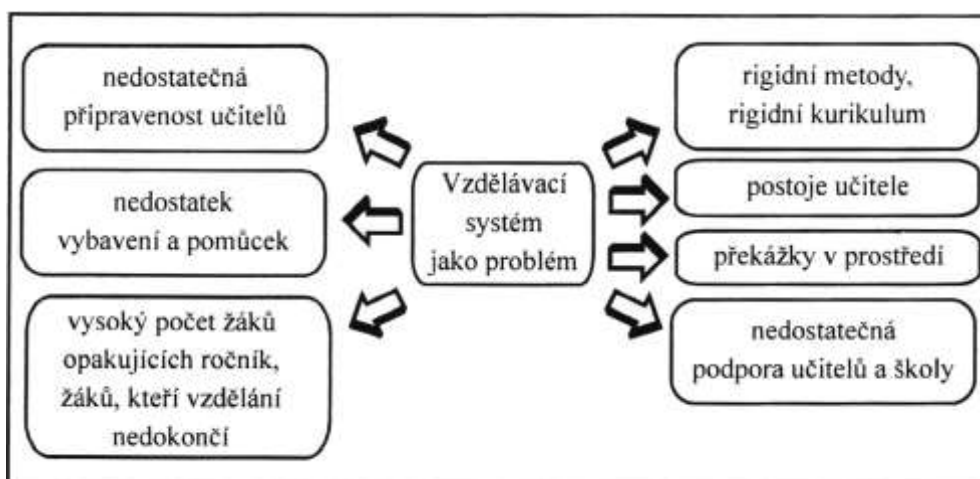 nedostatečná
připravenost učitelů
nedostatek
vybavení a pomůcek
vysoký počet žáků
opakujících ročník,
žáků, kteří vzdělání
nedokončí
Vzdělávací
systém
jako problém
rigidní metody,
rigidní kurikulum
postoje učitele
překážky v prostředí
nedostatečná
podpora učitelů a školy